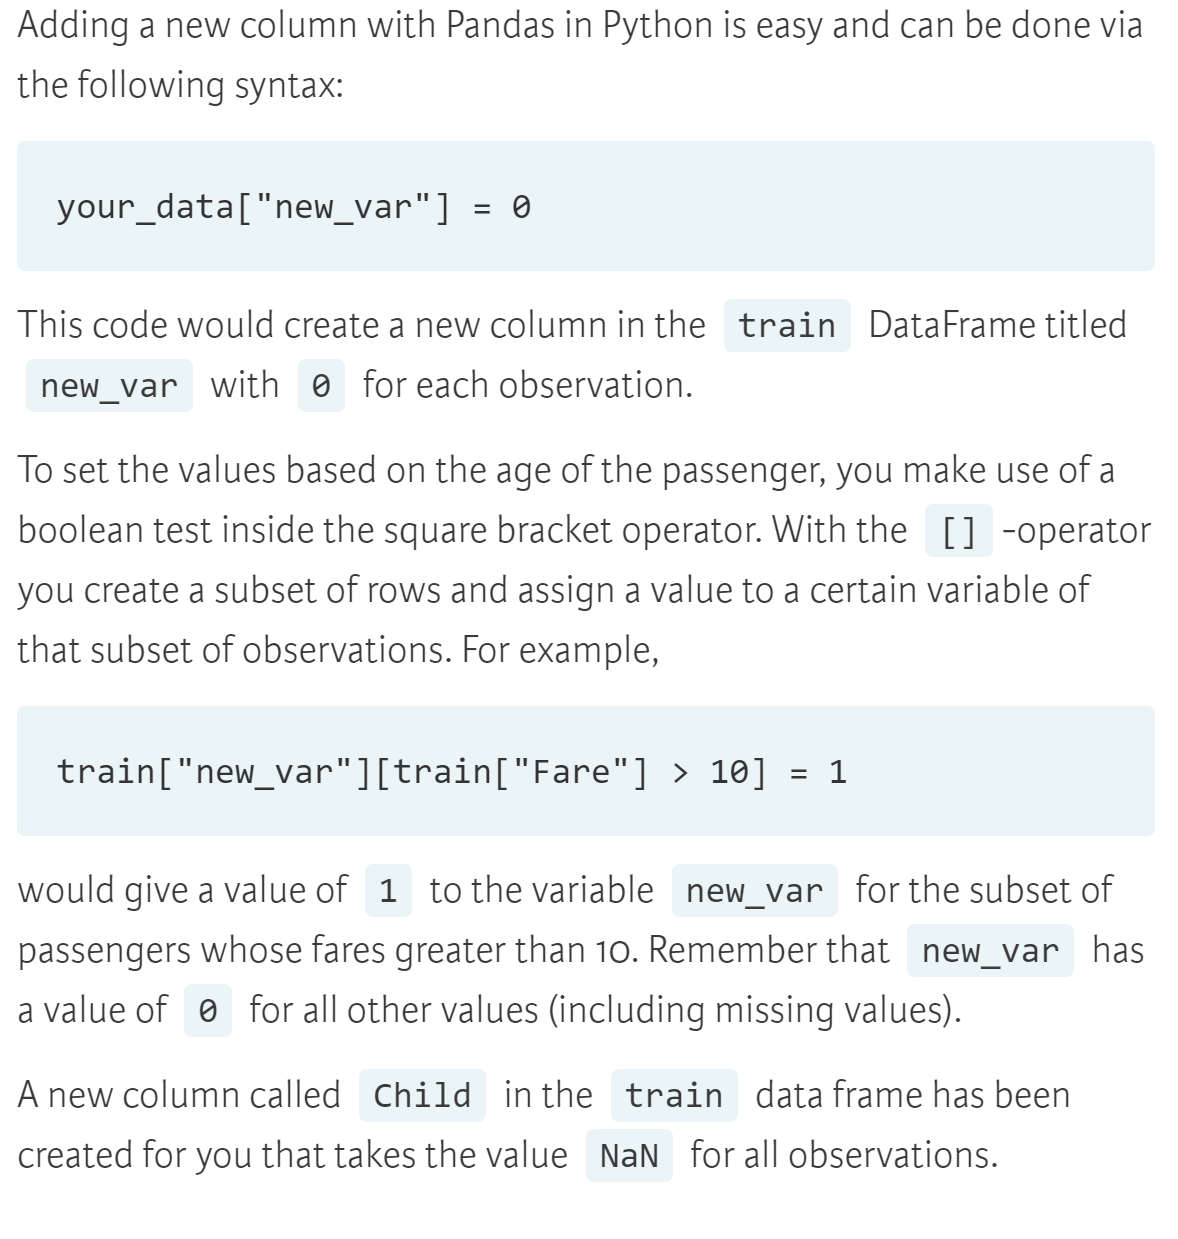 Adding a new column with Pandas in Python is easy and can be done via
the following syntax:
your_data["new_var"] = 0
This code would create a new column in the train DataFrame titled
new_var with 0 for each observation.
To set the values based on the age of the passenger, you make use of a
boolean test inside the square bracket operator. With the [] -operator
you create a subset of rows and assign a value to a certain variable of
that subset of observations. For example,
train["new_var"][train["Fare"] > 10] = 1
would give a value of 1 to the variable new_var for the subset of
passengers whose fares greater than 10. Remember that new_var has
a value of 0 for all other values (including missing values).
A new column called Child in the train data frame has been
created for you that takes the value NaN for all observations.